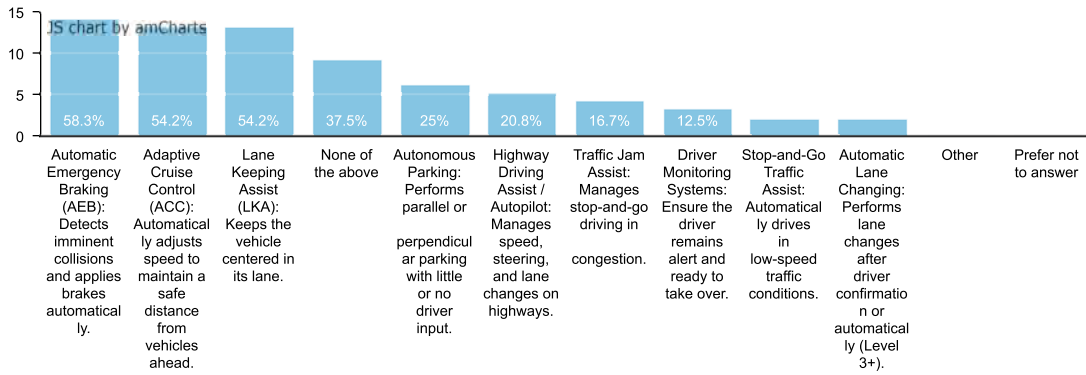 15
JS chart by amCharts
10
5
0
58.3%
54.2%
54.2%
37.5%
25%
20.8%
16.7%
12.5%
Automatic
Emergency
Braking
(AEB):
Detects
imminent
collisions
and applies
brakes
automatical
ly.
Adaptive
Cruise
Control
(ACC):
Automatical
ly adjusts
speed to
maintain a
safe
distance
from
vehicles
ahead.
Lane
Keeping
Assist
(LKA):
Keeps the
vehicle
centered in
its lane.
None of
the above
Autonomous
Parking:
Performs
parallel or
perpendicul
ar parking
with little
or no
driver
input.
Highway
Driving
Assist /
Autopilot:
Manages
speed,
steering,
and lane
changes on
highways.
Traffic Jam
Assist:
Manages
stop-and-go
driving in
congestion.
Driver
Monitoring
Systems:
Ensure the
driver
remains
alert and
ready to
take over.
Stop-and-Go
Traffic
Assist:
Automatical
ly drives
in
low-speed
traffic
conditions.
Automatic
Lane
Changing:
Performs
lane
changes
after
driver
confirmatio
n or
automatical
ly (Level
3+).
Other
Prefer not
to answer